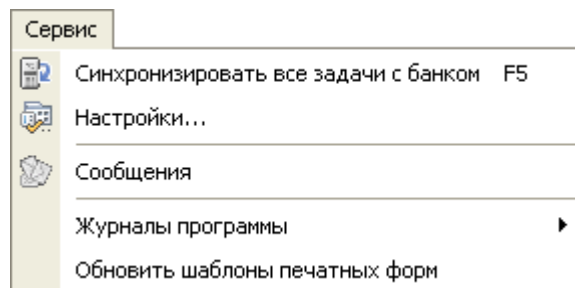 Сервис
Синхронизировать все задачи с банком F5
Настройки...
Сообщения
Журналы программы
Обновить шаблоны печатных форм